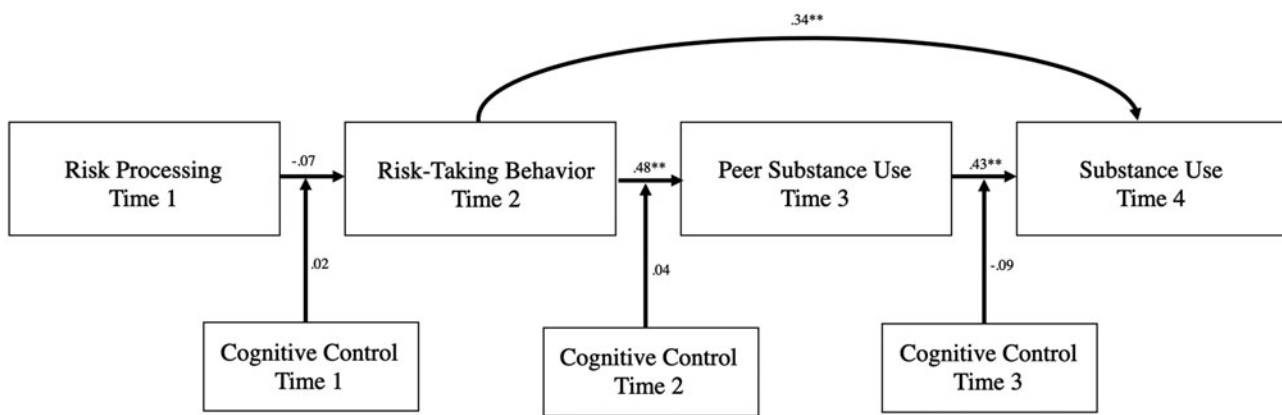 .34**
Risk Processing
Time 1
-.07
Risk-Taking Behavior
Time 2
.48**
Peer Substance Use
Time 3
.43**
Substance Use
Time 4
.02
.04
-.09
Cognitive Control
Time 1
Cognitive Control
Time 2
Cognitive Control
Time 3